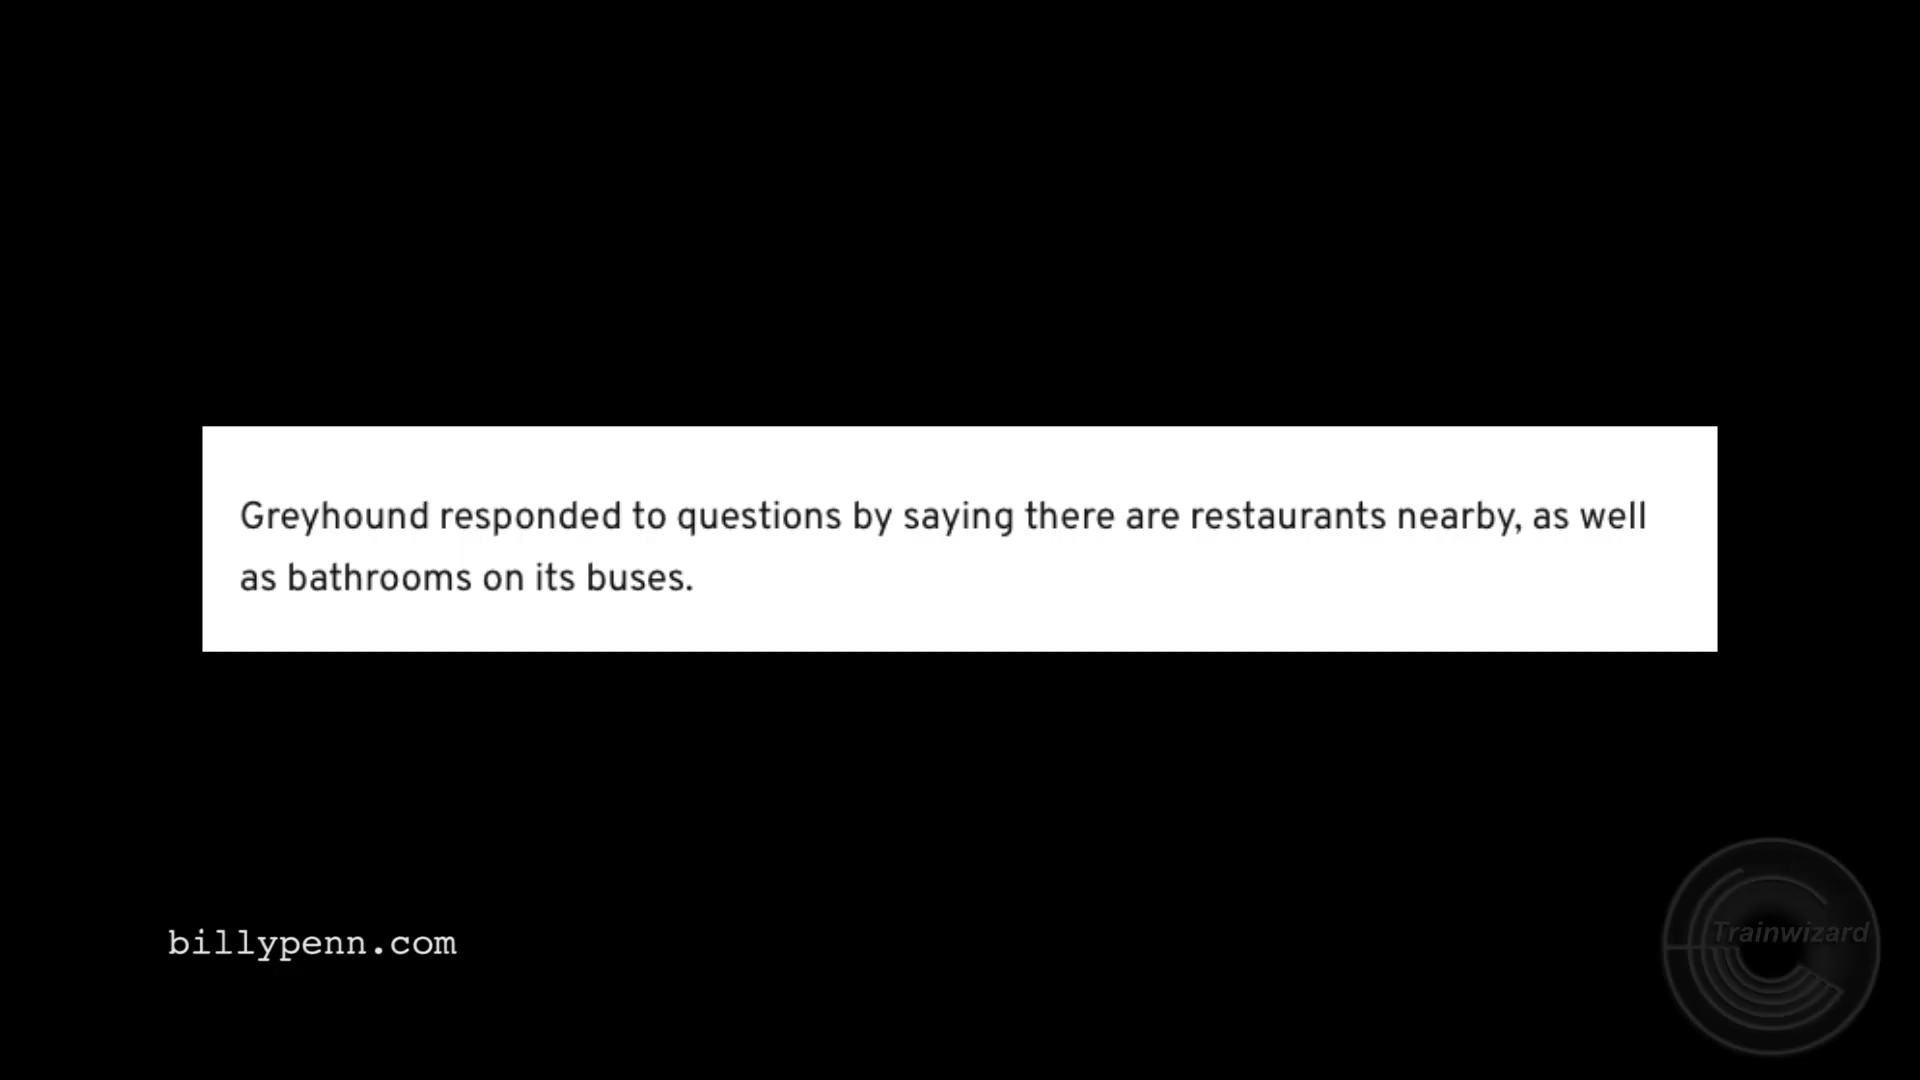 Greyhound responded to questions by saying there are restaurants nearby, as well
as bathrooms on its buses.
billypenn.com
Trainwizard